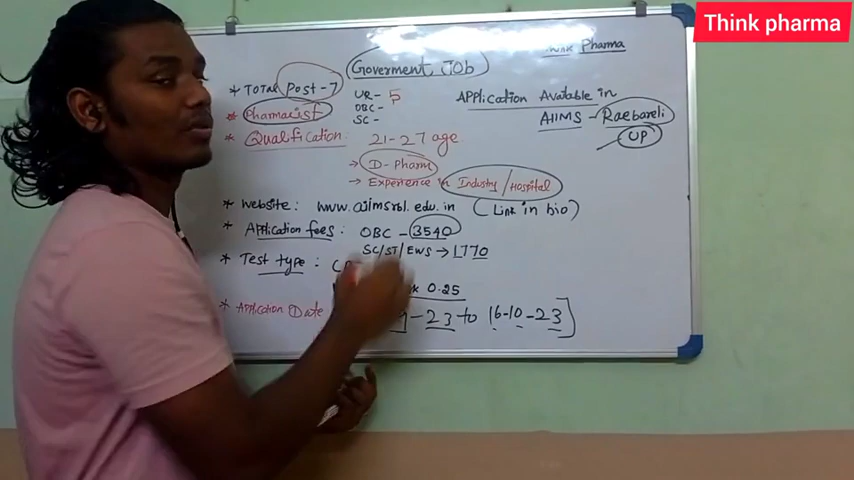 Think pharma
Think Pharma
Goverment JOB
* TOTAL Post - 7
UR - 5
OBC -
SC -
* Pharmacist
APPlication Avatable in
AIIMS - Raebareli
UP
* Qualification: 21-27 age
→ D-Pharm
→ Experience in Industry/Hospital
* Website: www.aiimsrbl.edu.in (Link in bio)
* Application fees: OBC - 3540
SC/ST/EWS → 1770
* Test type:
0.25
* Application Date
- 23 to 16-10-23]